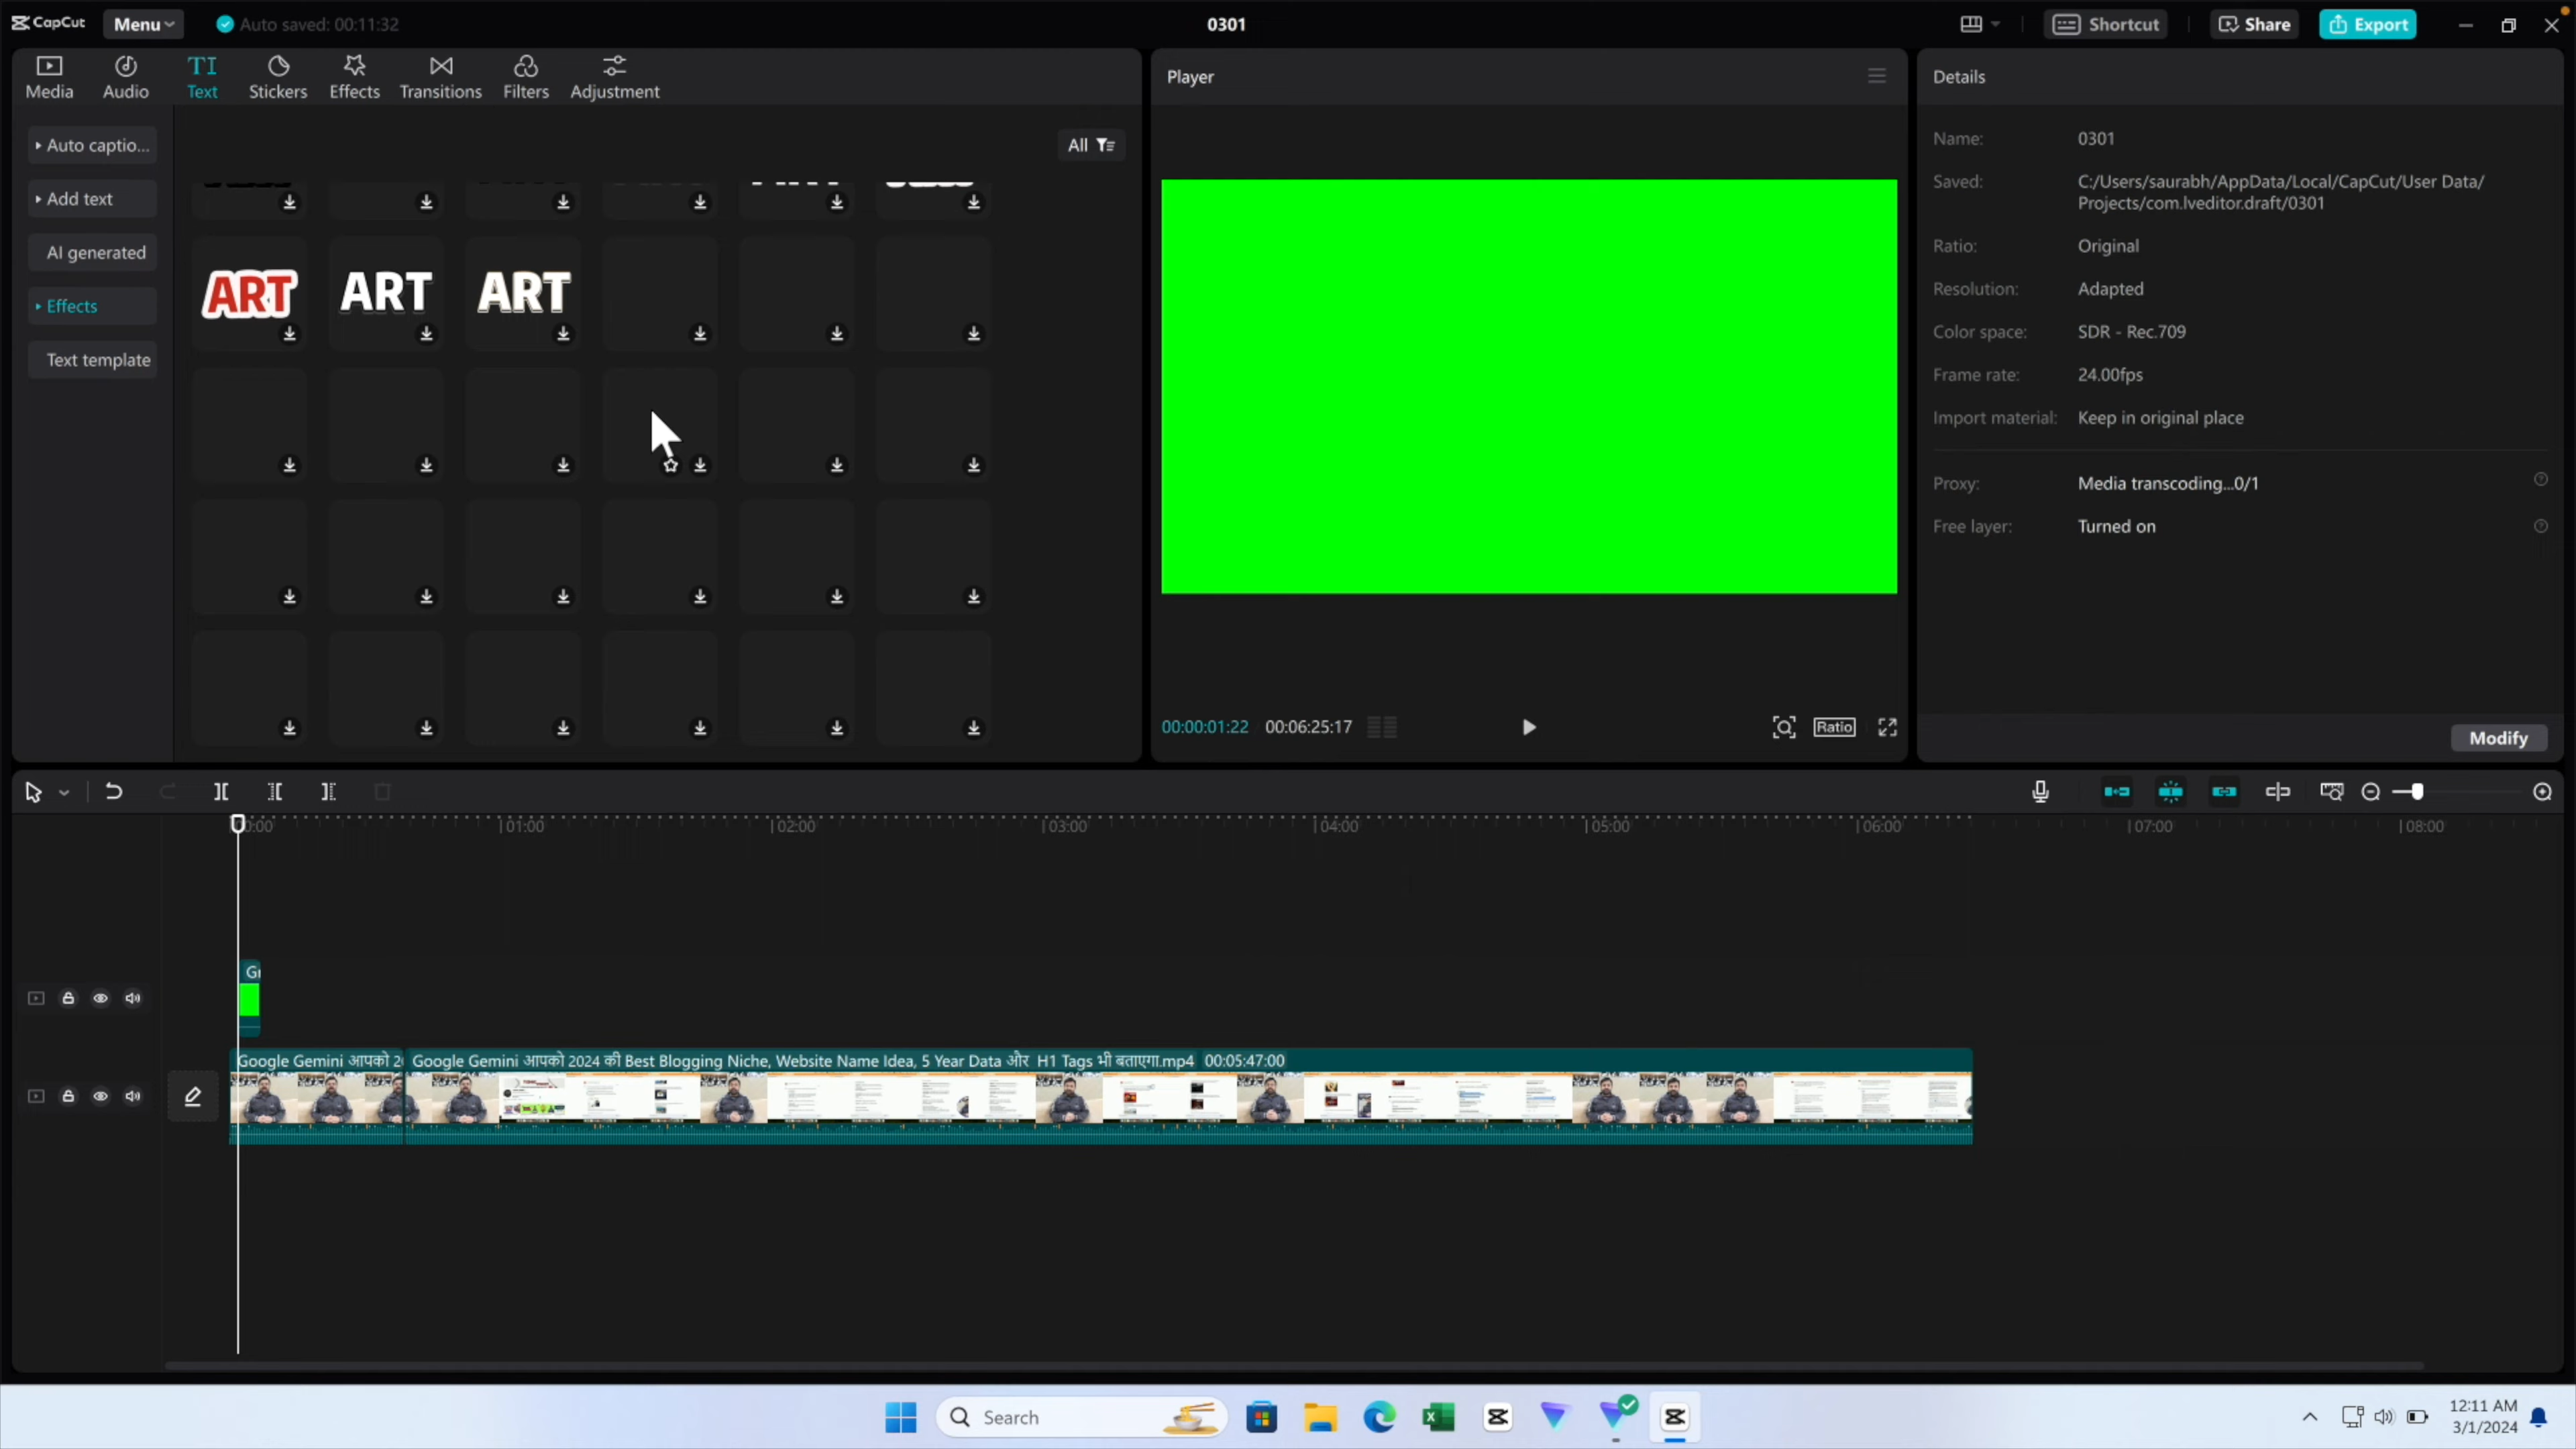 CapCut
Menu
Auto saved: 00:11:32
0301
Shortcut
Share
Export
Media
Audio
TI
Text
Stickers
Effects
Transitions
Filters
Adjustment
Player
Details
Auto captio...
Add text
AI generated
Effects
Text template
All
ART
ART
ART
Name:
0301
Saved:
C:/Users/saurabh/AppData/Local/CapCut/User Data/
Projects/com.lveditor.draft/0301
Ratio:
Original
Resolution:
Adapted
Color space:
SDR - Rec.709
Frame rate:
24.00fps
Import material:
Keep in original place
Proxy:
Media transcoding...0/1
Free layer:
Turned on
00:00:01:22
00:06:25:17
Ratio
Modify
00:00
01:00
02:00
03:00
04:00
05:00
06:00
07:00
08:00
Google Gemini आपको 2
Google Gemini आपको 2024 की Best Blogging Niche, Website Name Idea, 5 Year Data और H1 Tags भी बताएगा.mp4 00:05:47:00
Search
12:11 AM
3/1/2024